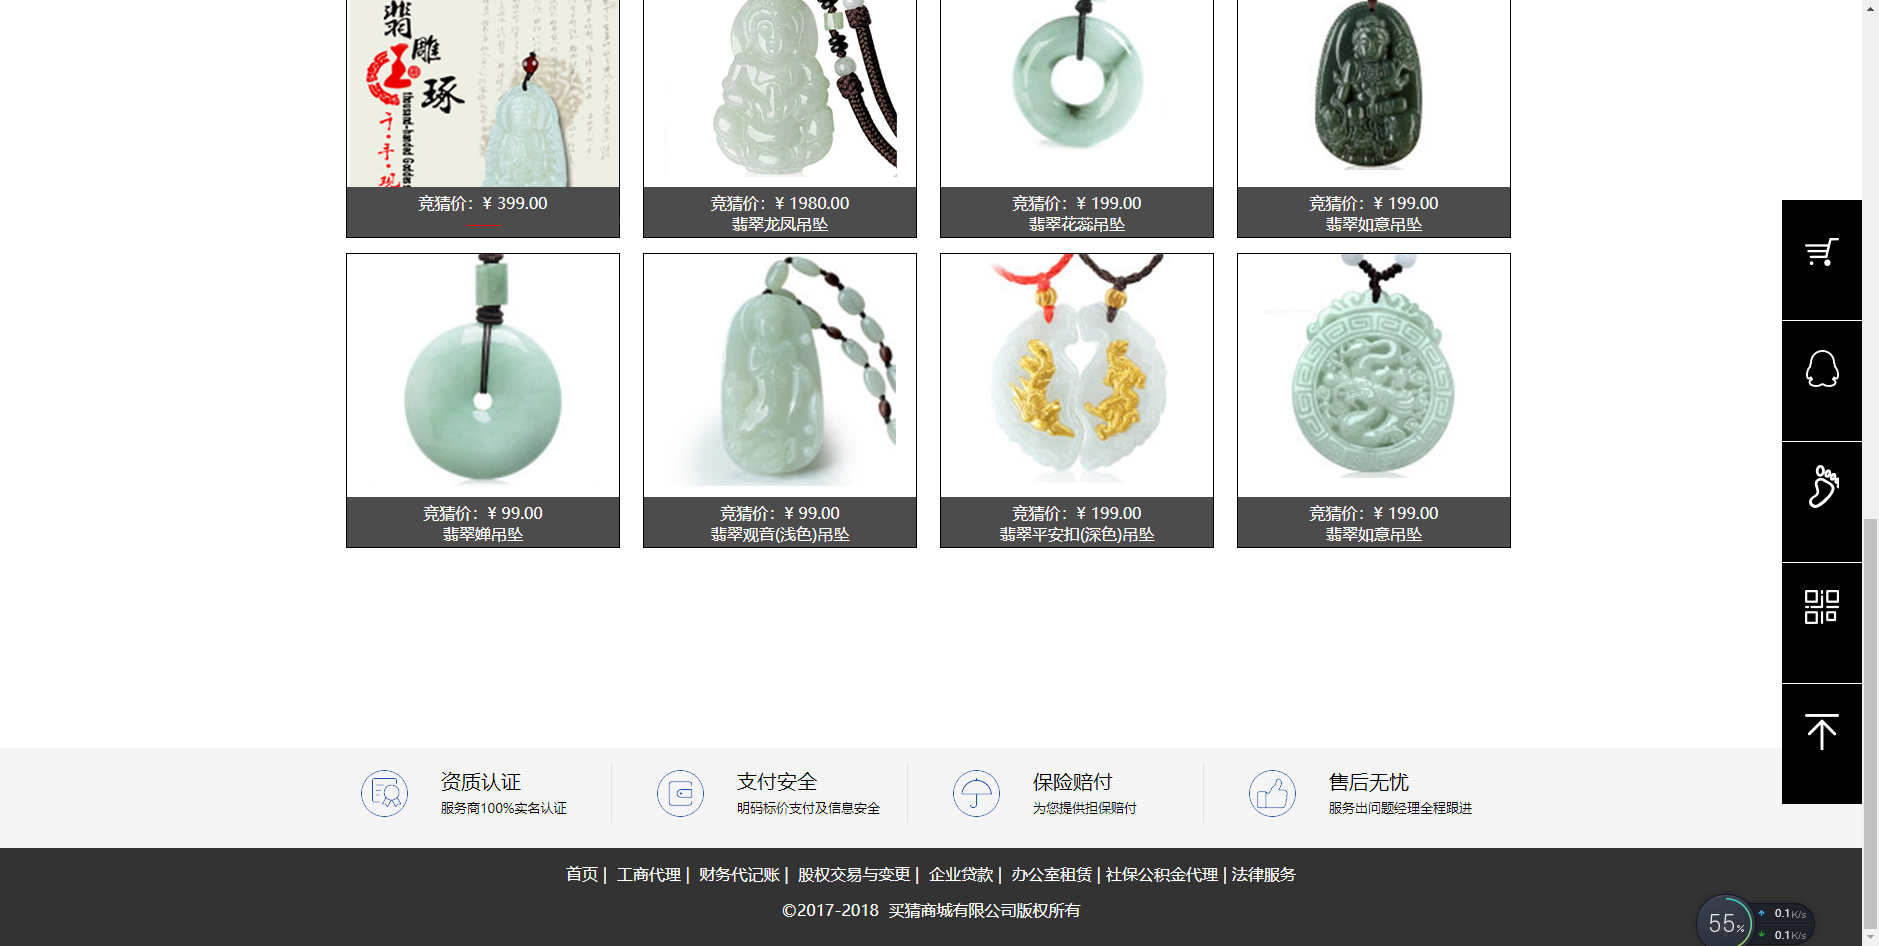 翡
雕
琢
玉
thousand-handed Goddess
千·手·现
竞猜价：¥ 399.00
竞猜价：¥ 1980.00
翡翠龙凤吊坠
竞猜价：¥ 199.00
翡翠花蕊吊坠
竞猜价：¥ 199.00
翡翠如意吊坠
竞猜价：¥ 99.00
翡翠蝉吊坠
竞猜价：¥ 99.00
翡翠观音(浅色)吊坠
竞猜价：¥ 199.00
翡翠平安扣(深色)吊坠
竞猜价：¥ 199.00
翡翠如意吊坠
资质认证
服务商100%实名认证
支付安全
明码标价支付及信息安全
保险赔付
为您提供担保赔付
售后无忧
服务出问题经理全程跟进
首页 | 工商代理 | 财务代记账 | 股权交易与变更 | 企业贷款 | 办公室租赁 | 社保公积金代理 | 法律服务
©2017-2018 买猜商城有限公司版权所有
55%
0.1K/s
0.1K/s